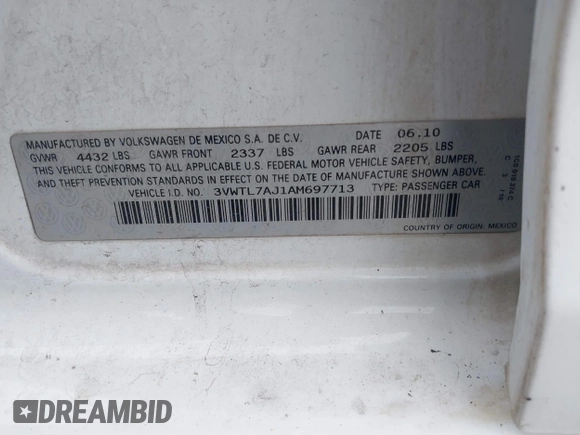 MANUFACTURED BY VOLKSWAGEN DE MEXICO S.A. DE C.V. DATE 06.10
GVWR 4432 LBS GAWR FRONT 2337 LBS GAWR REAR 2205 LBS
THIS VEHICLE CONFORMS TO ALL APPLICABLE U.S. FEDERAL MOTOR VEHICLE SAFETY, BUMPER,
AND THEFT PREVENTION STANDARDS IN EFFECT ON THE DATE OF MANUFACTURE SHOWN ABOVE.
VEHICLE I.D. NO. 3VWTL7AJ1AM697713 TYPE: PASSENGER CAR
COUNTRY OF ORIGIN: MEXICO
DREAMBID